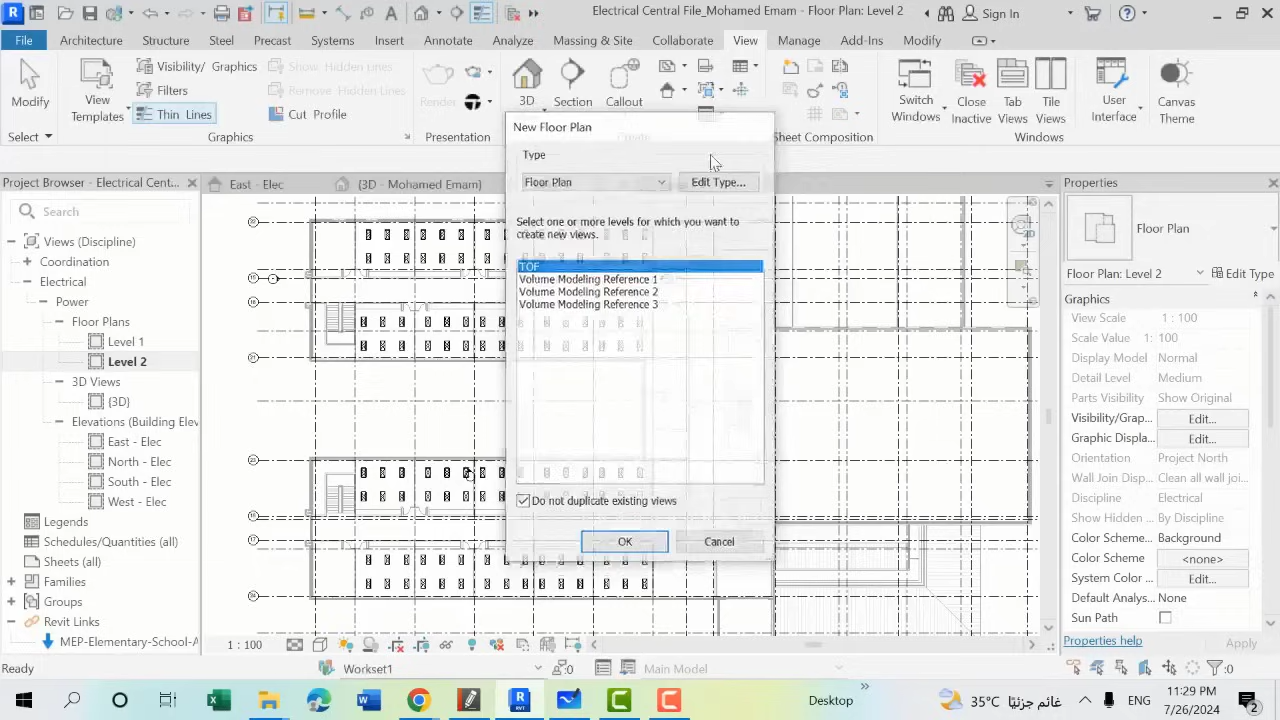 Electrical Central File_Mohamed Emam - Floor Plan: Level 2
Sign In
File
Architecture
Structure
Steel
Precast
Systems
Insert
Annotate
Analyze
Massing & Site
Collaborate
View
Manage
Add-Ins
Modify
Modify
View
Templates
Visibility/ Graphics
Filters
Thin Lines
Show Hidden Lines
Remove Hidden Lines
Cut Profile
Render
3D
Section
Callout
Switch
Windows
Close
Inactive
Tab
Views
Tile
Views
User
Interface
Canvas
Theme
Select
Graphics
Presentation
Create
Sheet Composition
Windows
Project Browser - Electrical Cent...
East - Elec
(3D - Mohamed Emam)
Properties
Search
Views (Discipline)
Coordination
Electrical
Power
Floor Plans
Level 1
Level 2
3D Views
(3D)
Elevations (Building Elev
East - Elec
North - Elec
South - Elec
West - Elec
Legends
Schedules/Quantities (all)
Sheets (all)
Families
Groups
Revit Links
MEP-Elementary-School-A
New Floor Plan
Type
Floor Plan
Edit Type...
Select one or more levels for which you want to
create new views.
TOF
Volume Modeling Reference 1
Volume Modeling Reference 2
Volume Modeling Reference 3
Do not duplicate existing views
OK
Cancel
Floor Plan
Floor Plan: Level 2
Edit Type
Graphics
View Scale 1 : 100
Scale Value 1: 100
Display Model Normal
Detail Level Medium
Parts Visibility Show Original
Visibility/Grap... Edit...
Graphic Displa... Edit...
Orientation Project North
Wall Join Disp... Clean all wall joi...
Discipline Electrical
Show Hidden ... By Discipline
Color Scheme... Background
Color Scheme <none>
System Color ... Edit...
Default Analys... None
Sun Path
Properties help
Apply
1 : 100
Ready
Workset1
:0
Main Model
:0
Desktop
35°C غائم جزئيًا
ENG
11:29 PM
7/26/2024
2